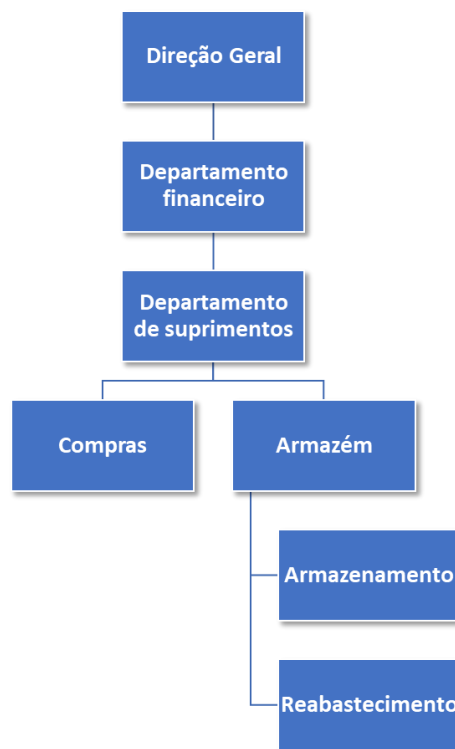 Direção Geral
Departamento
financeiro
Departamento
de suprimentos
Compras
Armazém
Armazenamento
Reabastecimento